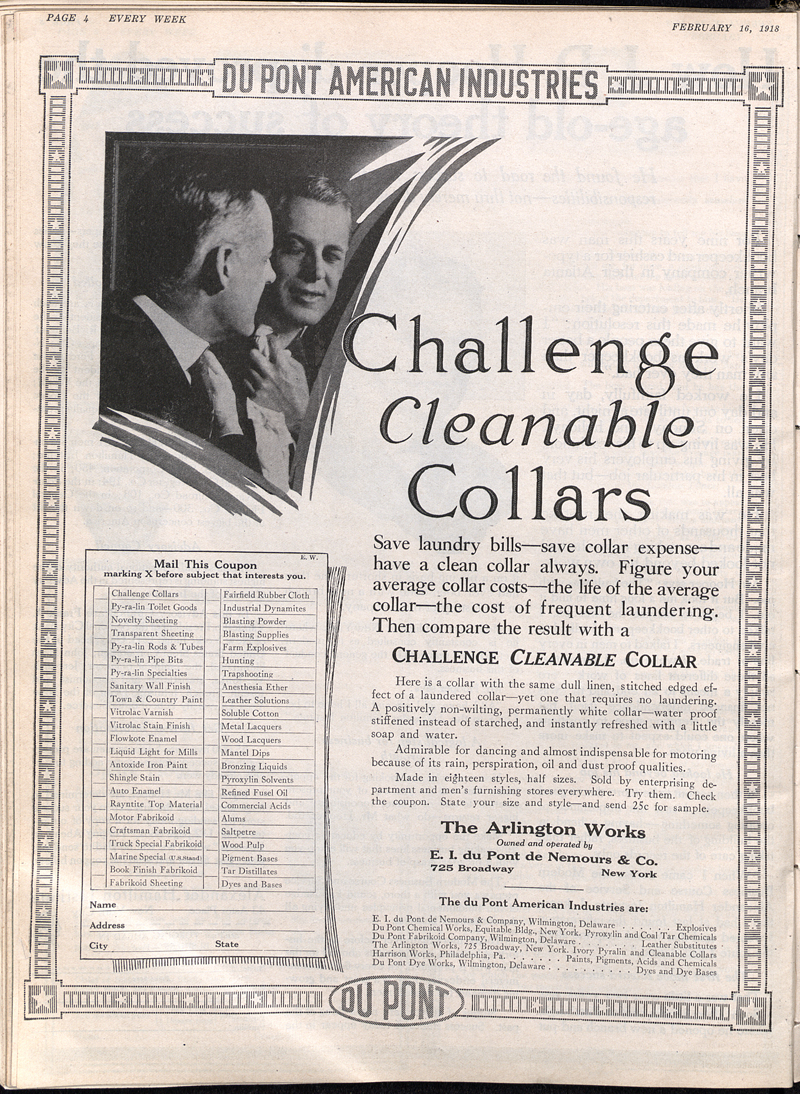 PAGE 4 EVERY WEEK
FEBRUARY 16, 1918
DU PONT AMERICAN INDUSTRIES
Challenge
Cleanable
Collars
Save laundry bills—save collar expense—
have a clean collar always. Figure your
average collar costs—the life of the average
collar—the cost of frequent laundering.
Then compare the result with a
CHALLENGE CLEANABLE COLLAR
Here is a collar with the same dull linen, stitched edged ef-
fect of a laundered collar—yet one that requires no laundering.
A positively non-wilting, permanently white collar—water proof
stiffened instead of starched, and instantly refreshed with a little
soap and water.
Admirable for dancing and almost indispensable for motoring
because of its rain, perspiration, oil and dust proof qualities.
Made in eighteen styles, half sizes. Sold by enterprising de-
partment and men's furnishing stores everywhere. Try them. Check
the coupon. State your size and style—and send 25c for sample.
The Arlington Works
Owned and operated by
E. I. du Pont de Nemours & Co.
725 Broadway New York
The du Pont American Industries are:
E. I. du Pont de Nemours & Company, Wilmington, Delaware . . . . . . . Explosives
Du Pont Chemical Works, Equitable Bldg., New York. Pyroxylin and Coal Tar Chemicals
Du Pont Fabrikoid Company, Wilmington, Delaware . . . . . . . Leather Substitutes
The Arlington Works, 725 Broadway, New York. Ivory Pyralin and Cleanable Collars
Harrison Works, Philadelphia, Pa. . . . . . . . Paints, Pigments, Acids and Chemicals
Du Pont Dye Works, Wilmington, Delaware . . . . . . . . . . Dyes and Dye Bases
E. W.
Mail This Coupon
marking X before subject that interests you.
Challenge Collars
Py-ra-lin Toilet Goods
Novelty Sheeting
Transparent Sheeting
Py-ra-lin Rods & Tubes
Py-ra-lin Pipe Bits
Py-ra-lin Specialties
Sanitary Wall Finish
Town & Country Paint
Vitrolac Varnish
Vitrolac Stain Finish
Flowkote Enamel
Liquid Light for Mills
Antoxide Iron Paint
Shingle Stain
Auto Enamel
Rayntite Top Material
Motor Fabrikoid
Craftsman Fabrikoid
Truck Special Fabrikoid
Marine Special (U.S.Stand)
Book Finish Fabrikoid
Fabrikoid Sheeting
Fairfield Rubber Cloth
Industrial Dynamites
Blasting Powder
Blasting Supplies
Farm Explosives
Hunting
Trapshooting
Anesthesia Ether
Leather Solutions
Soluble Cotton
Metal Lacquers
Wood Lacquers
Mantel Dips
Bronzing Liquids
Pyroxylin Solvents
Refined Fusel Oil
Commercial Acids
Alums
Saltpetre
Wood Pulp
Pigment Bases
Tar Distillates
Dyes and Bases
Name
Address
City State
DU PONT